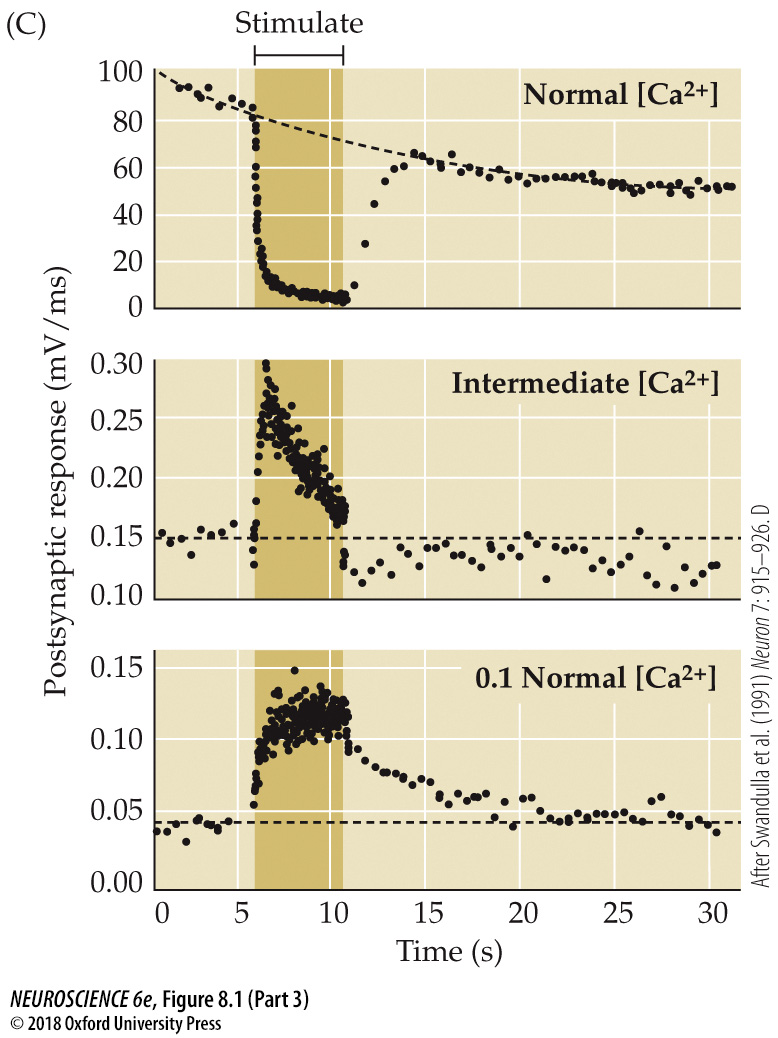 (C)
Stimulate
Normal [Ca²⁺]
100
80
60
40
20
0
Postsynaptic response (mV/ms)
Intermediate [Ca²⁺]
0.30
0.25
0.20
0.15
0.10
0.1 Normal [Ca²⁺]
0.15
0.10
0.05
0.00
0 5 10 15 20 25 30
Time (s)
After Swandulla et al. (1991) Neuron 7: 915–926. D
NEUROSCIENCE 6e, Figure 8.1 (Part 3)
© 2018 Oxford University Press